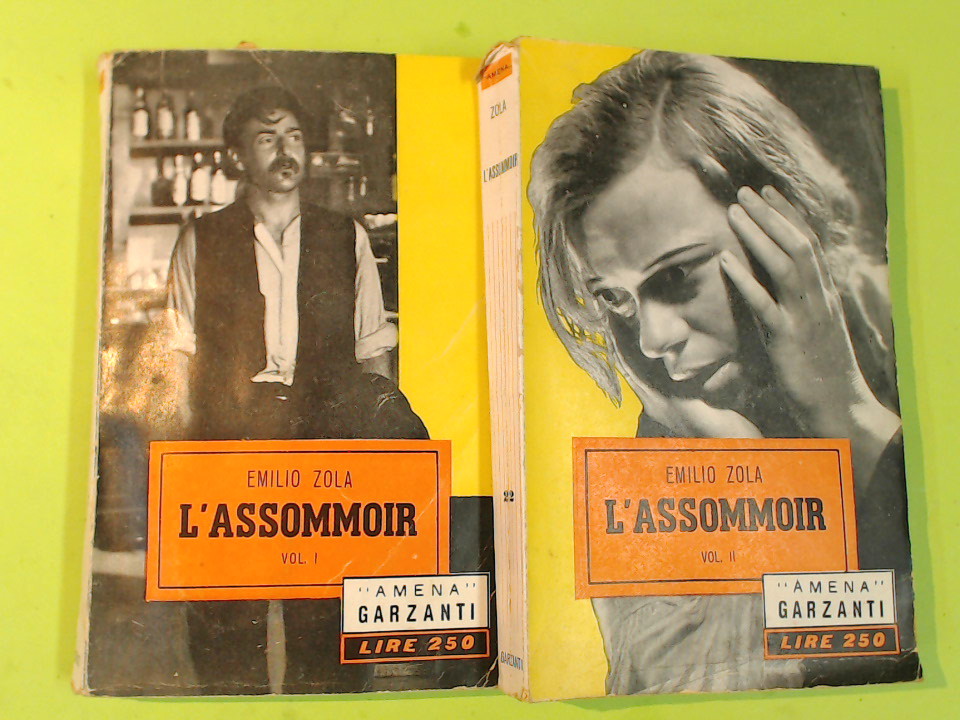 EMILIO ZOLA
L'ASSOMMOIR
VOL. I
"AMENA"
GARZANTI
LIRE 250
"AMENA"
ZOLA
L'ASSOMMOIR
22
GARZANTI
EMILIO ZOLA
L'ASSOMMOIR
VOL. II
"AMENA"
GARZANTI
LIRE 250